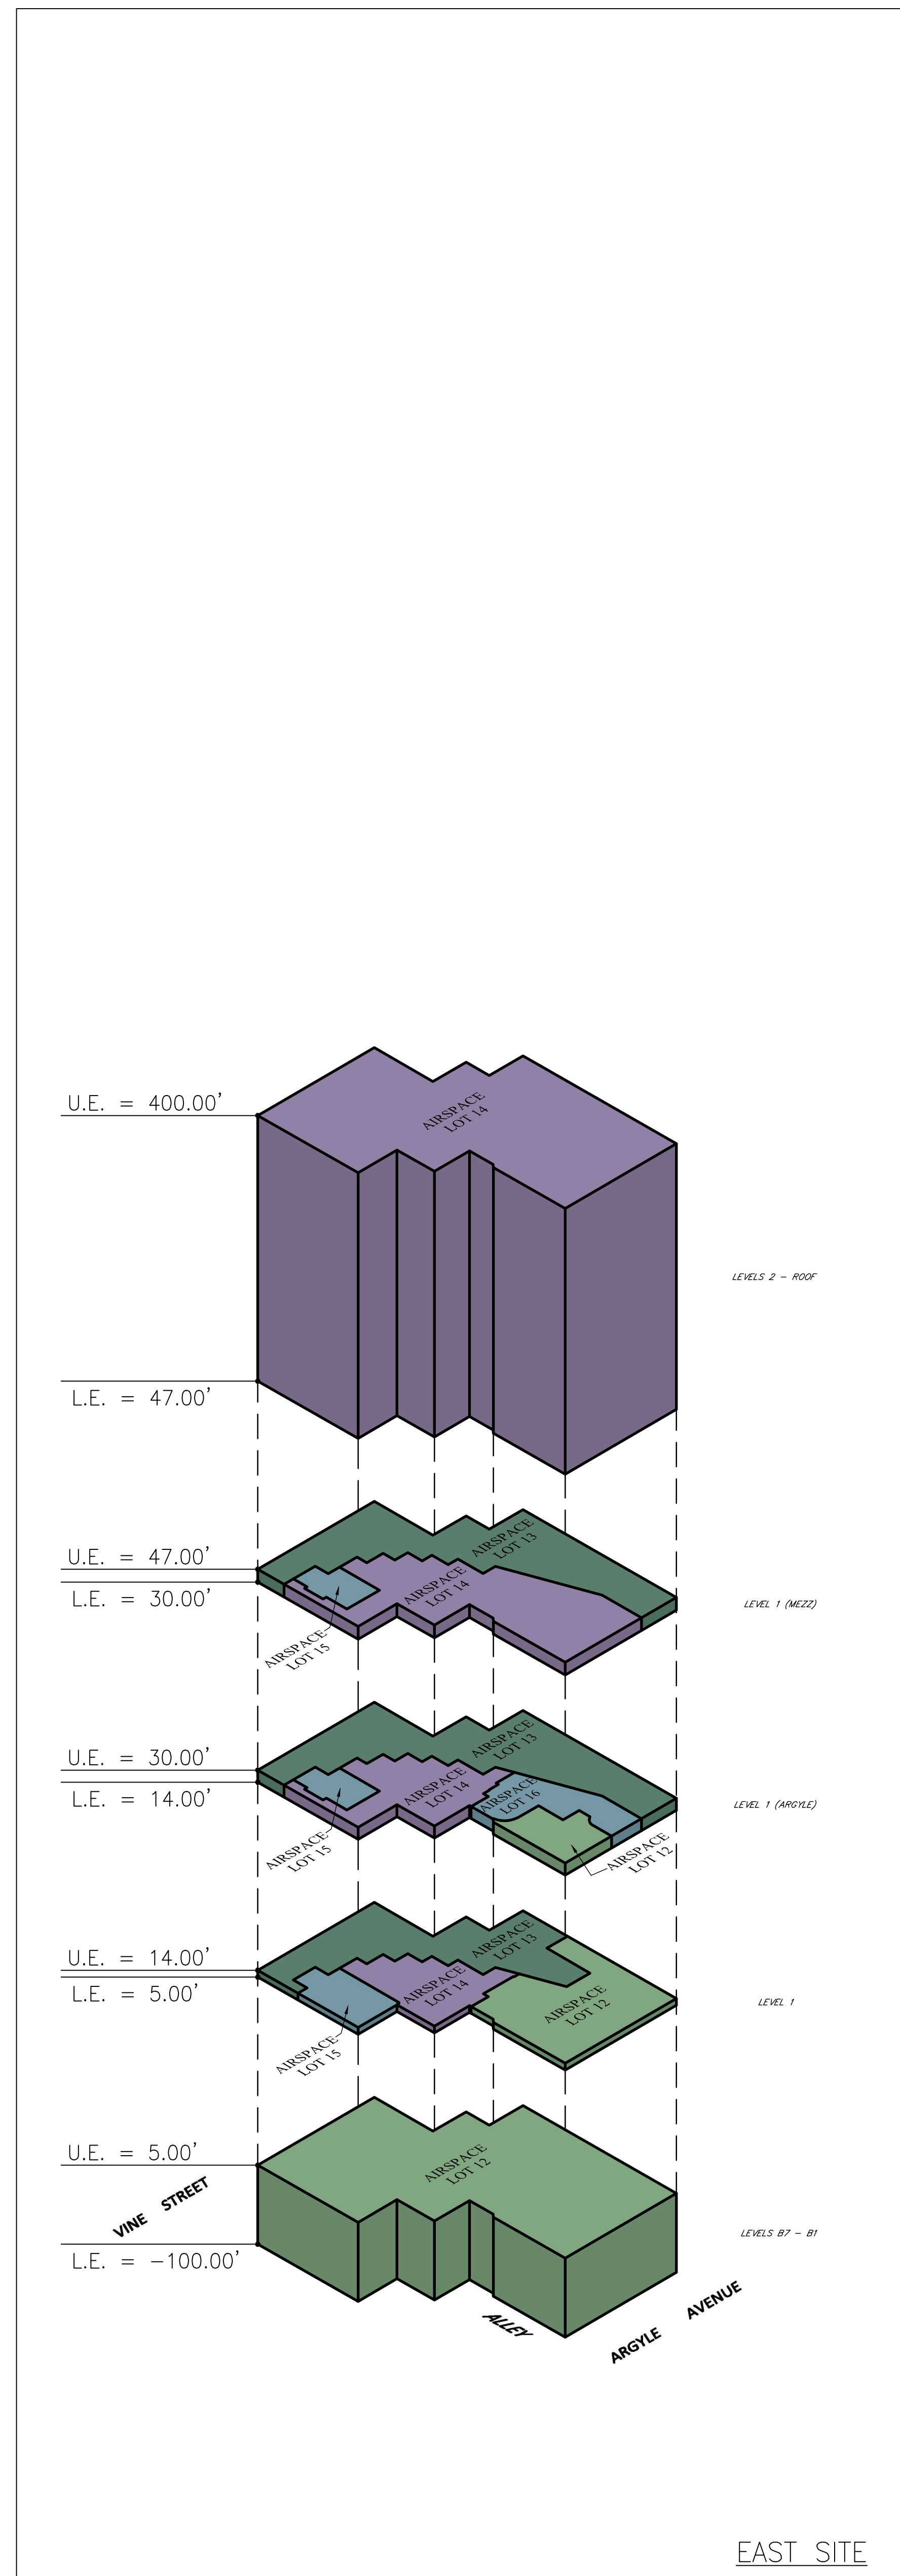 U.E. = 400.00'
AIRSPACE
LOT 14
LEVELS 2 - ROOF
L.E. = 47.00'
U.E. = 47.00'
L.E. = 30.00'
AIRSPACE
LOT 13
AIRSPACE
LOT 14
AIRSPACE
LOT 15
LEVEL 1 (MEZZ)
U.E. = 30.00'
L.E. = 14.00'
AIRSPACE
LOT 13
AIRSPACE
LOT 14
AIRSPACE
LOT 16
AIRSPACE
LOT 15
AIRSPACE
LOT 12
LEVEL 1 (ARGYLE)
U.E. = 14.00'
L.E. = 5.00'
AIRSPACE
LOT 13
AIRSPACE
LOT 14
AIRSPACE
LOT 12
AIRSPACE
LOT 15
LEVEL 1
U.E. = 5.00'
AIRSPACE
LOT 12
VINE STREET
L.E. = -100.00'
LEVELS B7 - B1
ALLEY
ARGYLE AVENUE
EAST SITE